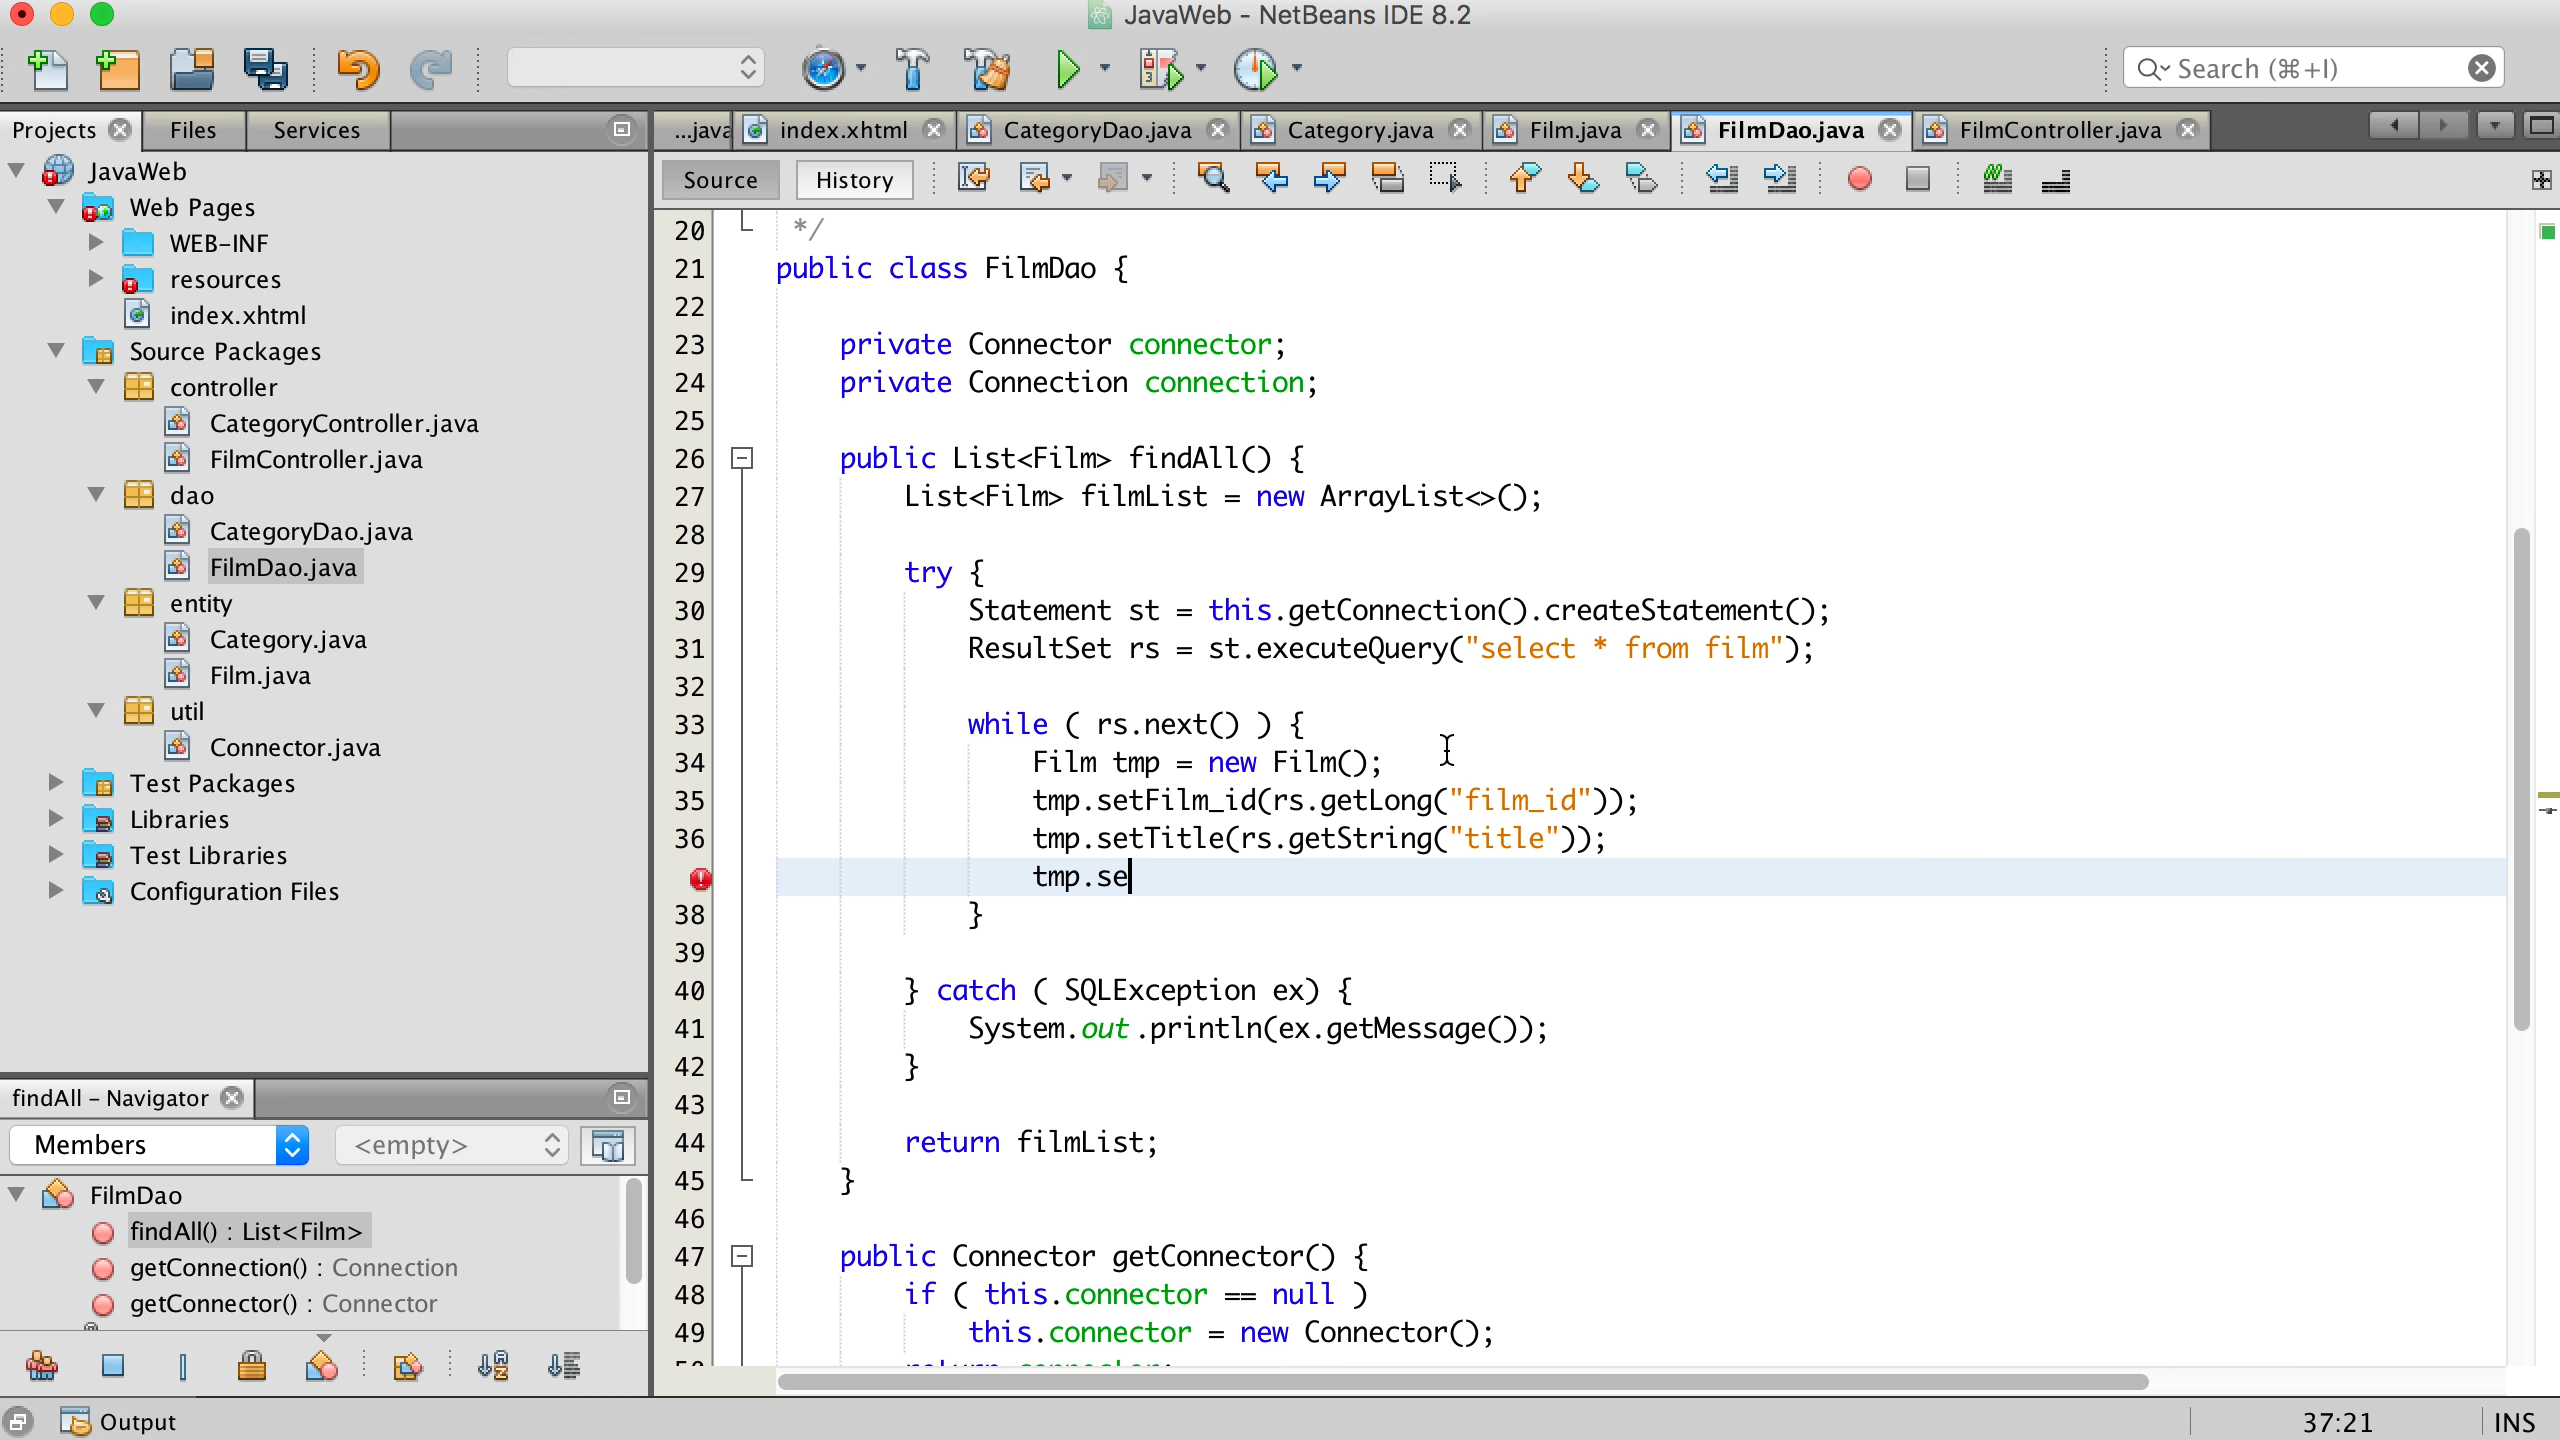 JavaWeb - NetBeans IDE 8.2
Search (⌘+I)
Projects
Files
Services
...java
index.xhtml
CategoryDao.java
Category.java
Film.java
FilmDao.java
FilmController.java
Source
History
JavaWeb
Web Pages
WEB-INF
resources
index.xhtml
Source Packages
controller
CategoryController.java
FilmController.java
dao
CategoryDao.java
FilmDao.java
entity
Category.java
Film.java
util
Connector.java
Test Packages
Libraries
Test Libraries
Configuration Files
findAll - Navigator
Members
<empty>
FilmDao
findAll() : List<Film>
getConnection() : Connection
getConnector() : Connector
20 */
21 public class FilmDao {
22
23 private Connector connector;
24 private Connection connection;
25
26 public List<Film> findAll() {
27 List<Film> filmList = new ArrayList<>();
28
29 try {
30 Statement st = this.getConnection().createStatement();
31 ResultSet rs = st.executeQuery("select * from film");
32
33 while ( rs.next() ) {
34 Film tmp = new Film();
35 tmp.setFilm_id(rs.getLong("film_id"));
36 tmp.setTitle(rs.getString("title"));
tmp.se
38 }
39
40 } catch ( SQLException ex) {
41 System.out.println(ex.getMessage());
42 }
43
44 return filmList;
45 }
46
47 public Connector getConnector() {
48 if ( this.connector == null )
49 this.connector = new Connector();
Output
37:21
INS